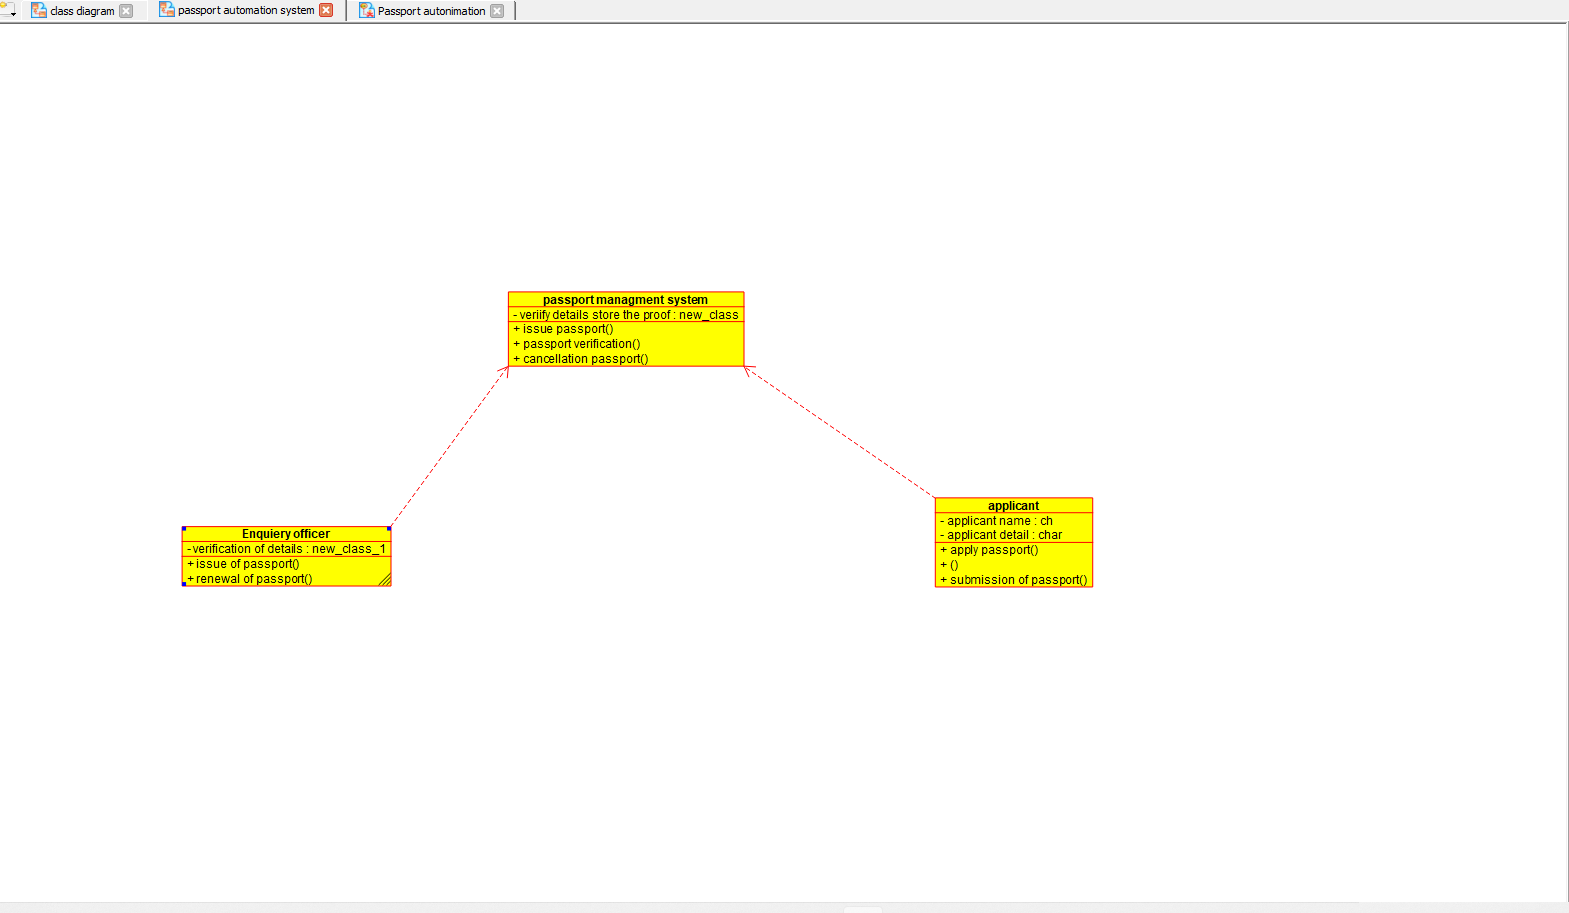 class diagram
passport automation system
Passport autonimation
passport managment system
- veriify details store the proof : new_class
+ issue passport()
+ passport verification()
+ cancellation passport()
Enquiery officer
- verification of details : new_class_1
+ issue of passport()
+ renewal of passport()
applicant
- applicant name : ch
- applicant detail : char
+ apply passport()
+ ()
+ submission of passport()